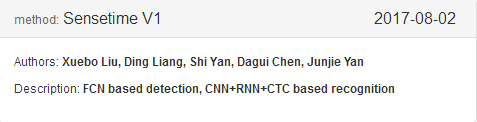 method: Sensetime V1 2017-08-02
Authors: Xuebo Liu, Ding Liang, Shi Yan, Dagui Chen, Junjie Yan
Description: FCN based detection, CNN+RNN+CTC based recognition